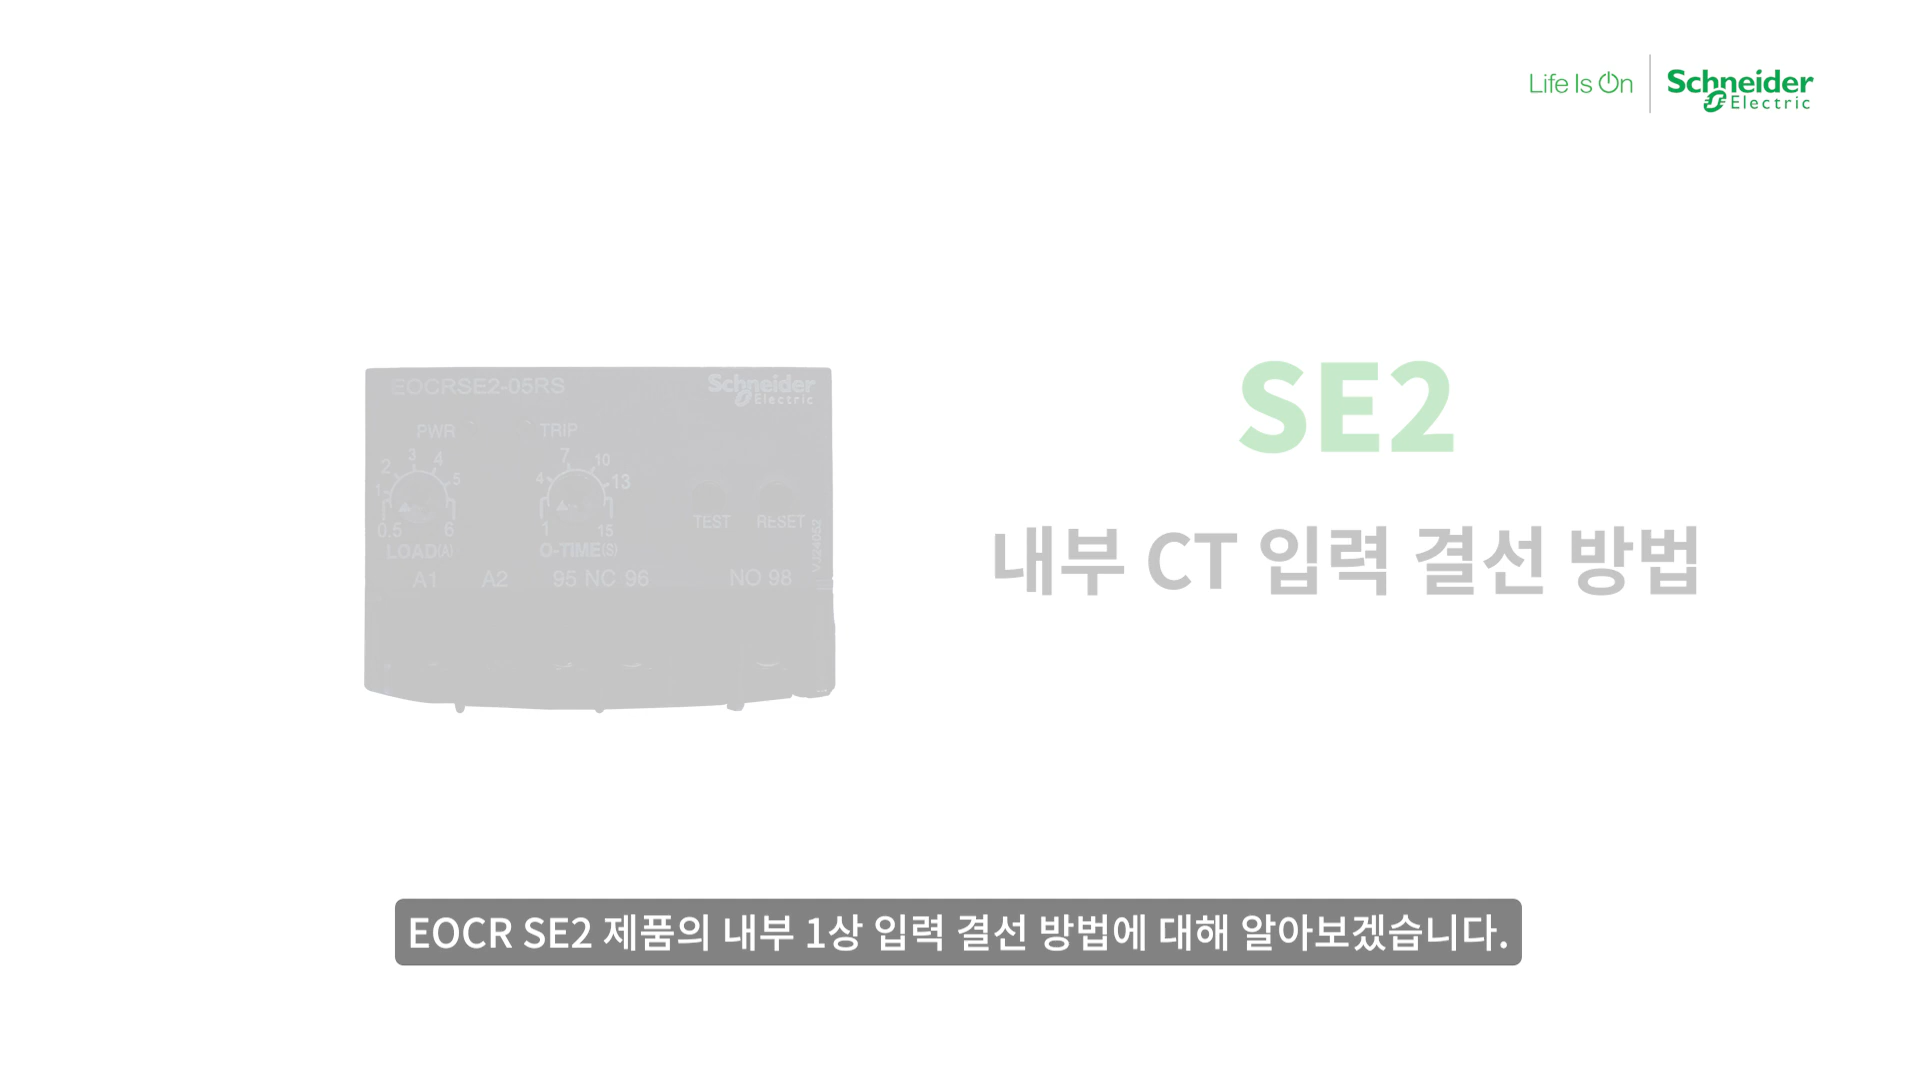 Life Is On
Schneider
Electric
EOCRSE2-05RS
Schneider
Electric
PWR
TRIP
0.5 1 2 3 4 5 6
1 4 7 10 13 15
TEST
RESET
LOAD(A)
O-TIME(S)
A1 A2 95 NC 96 NO 98
SE2
내부 CT 입력 결선 방법
EOCR SE2 제품의 내부 1상 입력 결선 방법에 대해 알아보겠습니다.